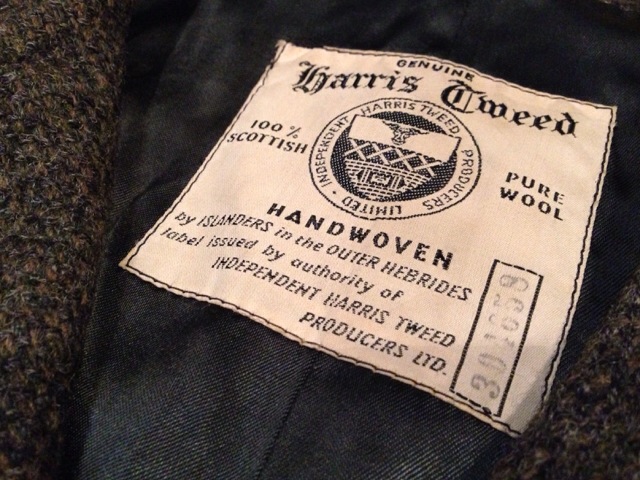 GENUINE
Harris Tweed
INDEPENDENT HARRIS TWEED PRODUCERS LIMITED
100% SCOTTISH
PURE WOOL
HANDWOVEN
by ISLANDERS in the OUTER HEBRIDES
label issued by authority of
INDEPENDENT HARRIS TWEED
PRODUCERS LTD.